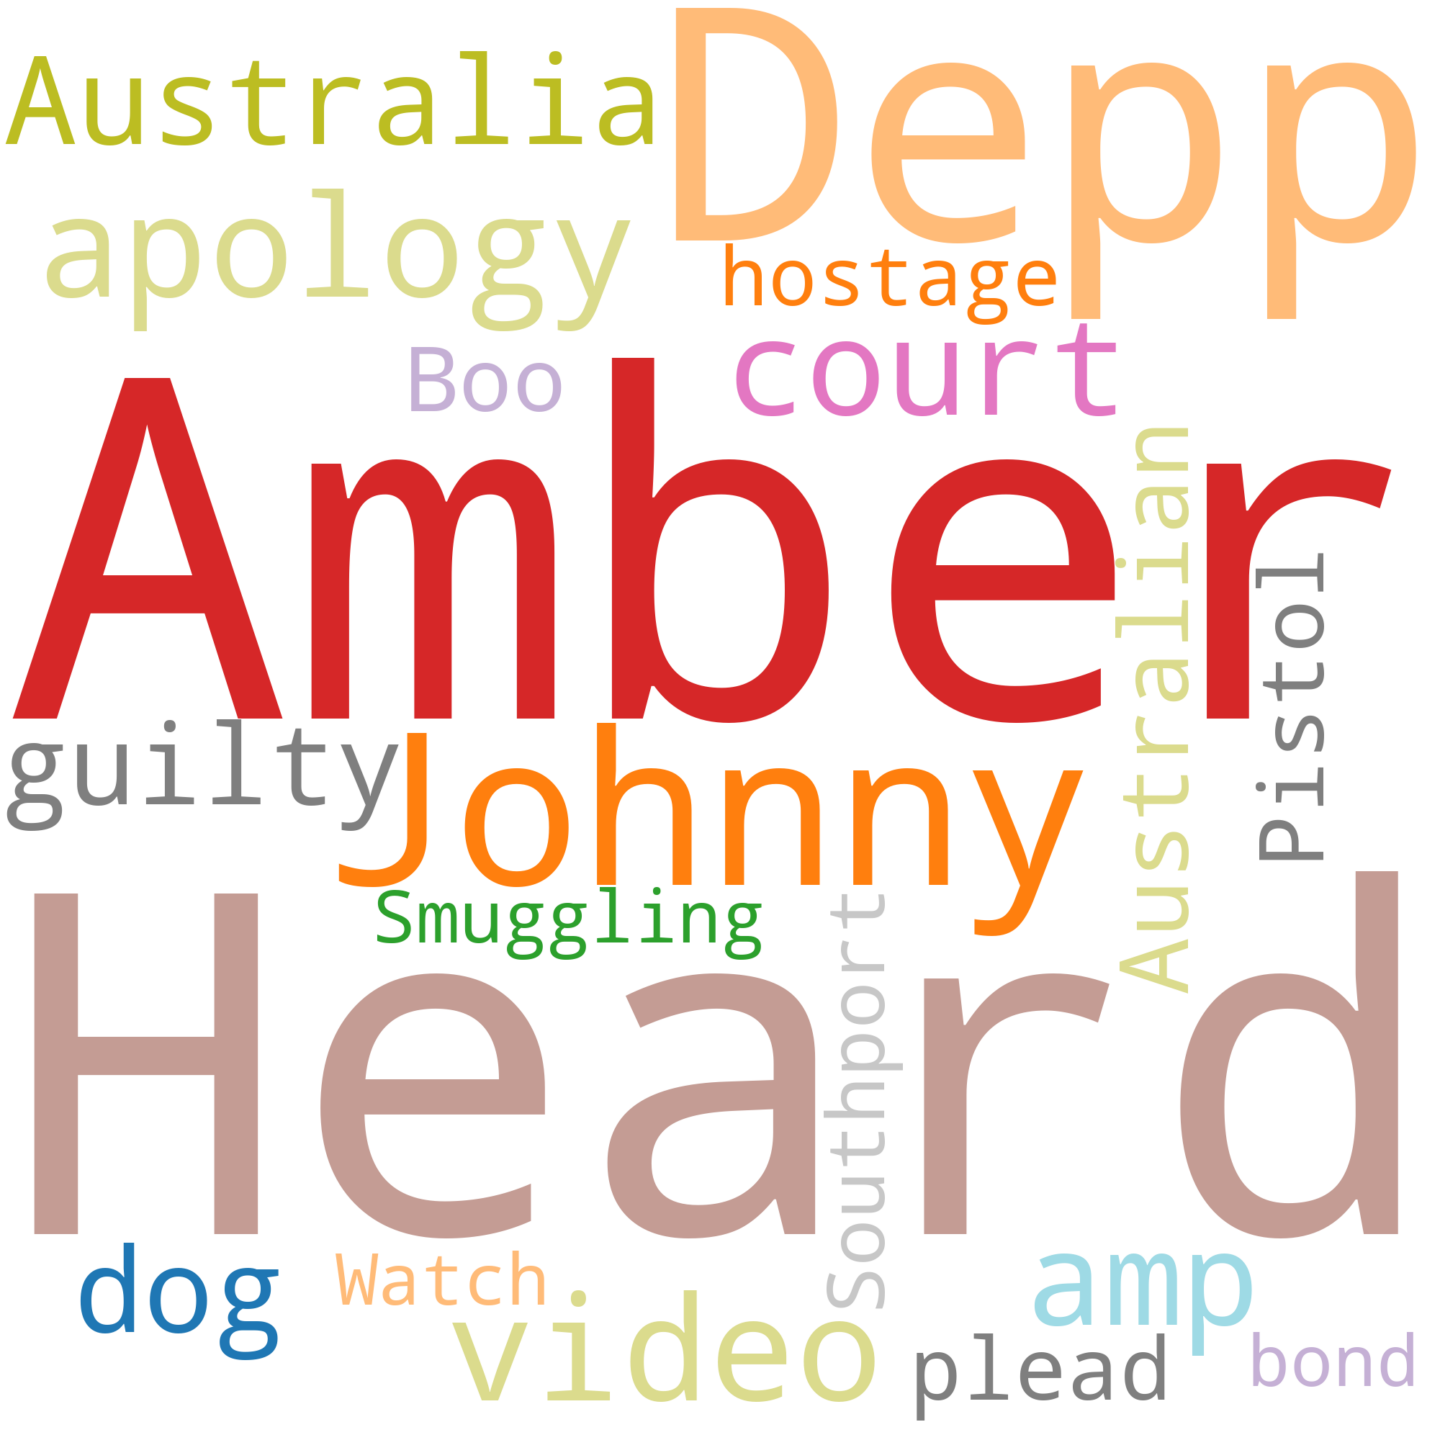 Depp
Australia
apology
hostage
court
Boo
Amber
Australian
Pistol
guilty
Johnny
Smuggling
Heard
Southport
dog
Watch
video
amp
plead
bond